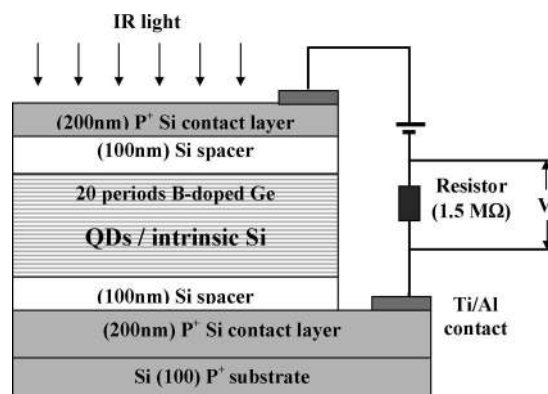 IR light
(200nm) P⁺ Si contact layer
(100nm) Si spacer
20 periods B-doped Ge
QDs / intrinsic Si
(100nm) Si spacer
(200nm) P⁺ Si contact layer
Si (100) P⁺ substrate
Resistor
(1.5 MΩ)
V
Ti/Al
contact